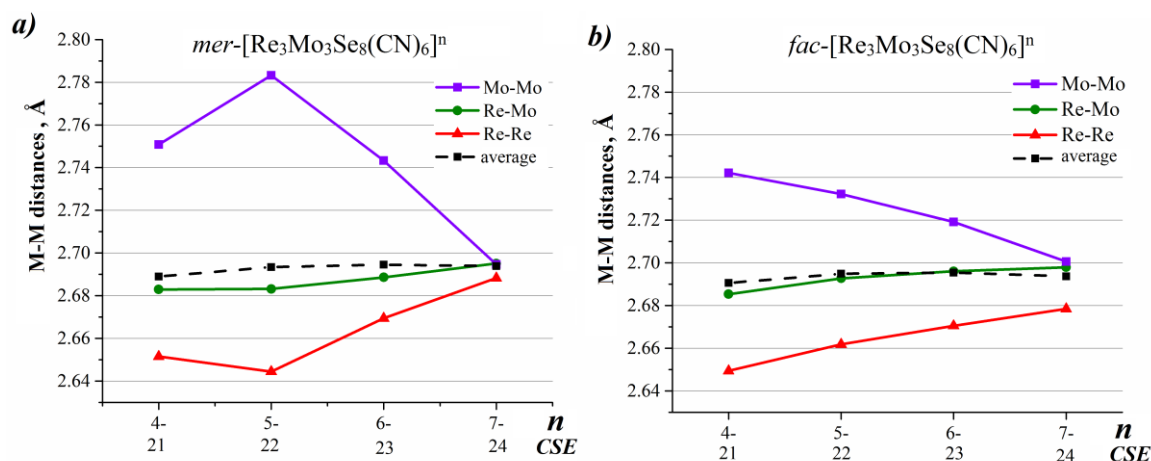 a)
mer-[Re3Mo3Se8(CN)6]n
2.80
2.78
2.76
2.74
2.72
2.70
2.68
2.66
2.64
M-M distances, Å
Mo-Mo
Re-Mo
Re-Re
average
4- 5- 6- 7- n
21 22 23 24 CSE
b)
fac-[Re3Mo3Se8(CN)6]n
2.80
2.78
2.76
2.74
2.72
2.70
2.68
2.66
2.64
M-M distances, Å
Mo-Mo
Re-Mo
Re-Re
average
4- 5- 6- 7- n
21 22 23 24 CSE